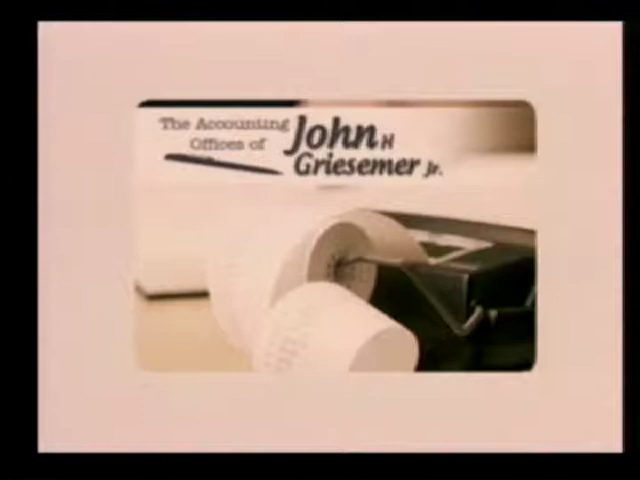 The Accounting
Offices of
John H
Griesemer Jr.